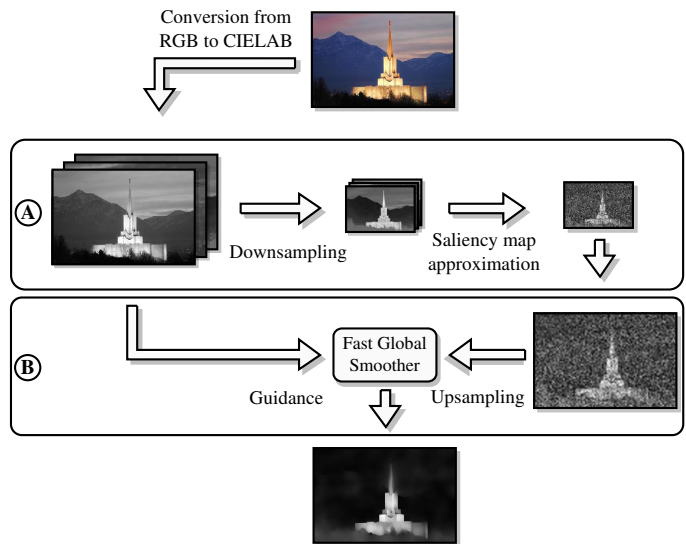 Conversion from
RGB to CIELAB
A
Downsampling
Saliency map
approximation
B
Fast Global
Smoother
Guidance
Upsampling